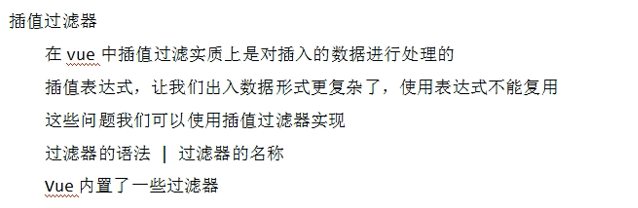 插值过滤器
在 vue 中插值过滤实质上是对插入的数据进行处理的
插值表达式，让我们出入数据形式更复杂了，使用表达式不能复用
这些问题我们可以使用插值过滤器实现
过滤器的语法 | 过滤器的名称
Vue 内置了一些过滤器